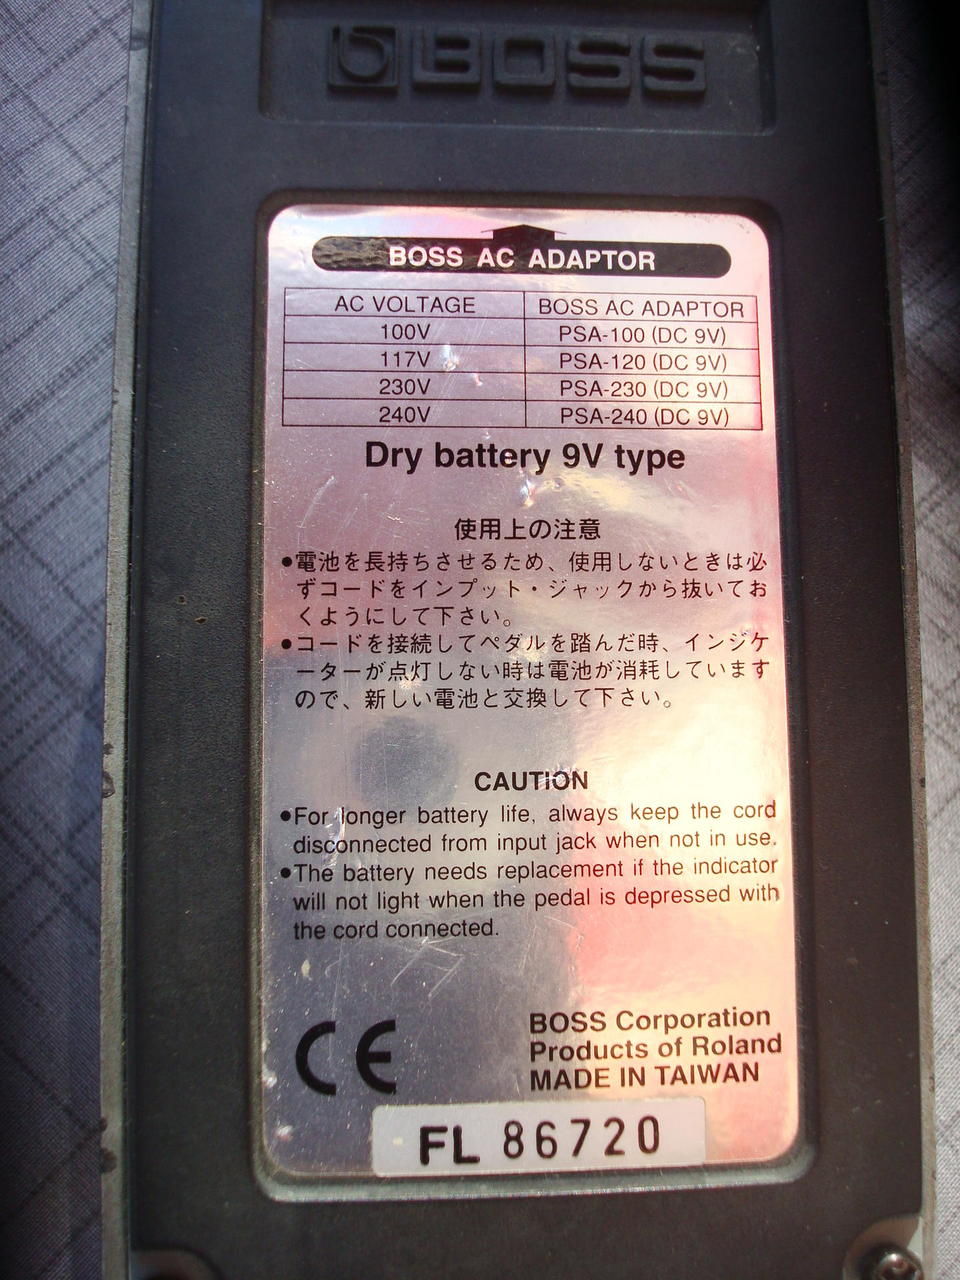 BOSS
BOSS AC ADAPTOR
AC VOLTAGE BOSS AC ADAPTOR
100V PSA-100 (DC 9V)
117V PSA-120 (DC 9V)
230V PSA-230 (DC 9V)
240V PSA-240 (DC 9V)
Dry battery 9V type
使用上の注意
●電池を長持ちさせるため、使用しないときは必
ずコードをインプット・ジャックから抜いてお
くようにして下さい。
●コードを接続してペダルを踏んだ時、インジケ
ーターが点灯しない時は電池が消耗しています
ので、新しい電池と交換して下さい。
CAUTION
●For longer battery life, always keep the cord
disconnected from input jack when not in use.
●The battery needs replacement if the indicator
will not light when the pedal is depressed with
the cord connected.
CE
BOSS Corporation
Products of Roland
MADE IN TAIWAN
FL 86720